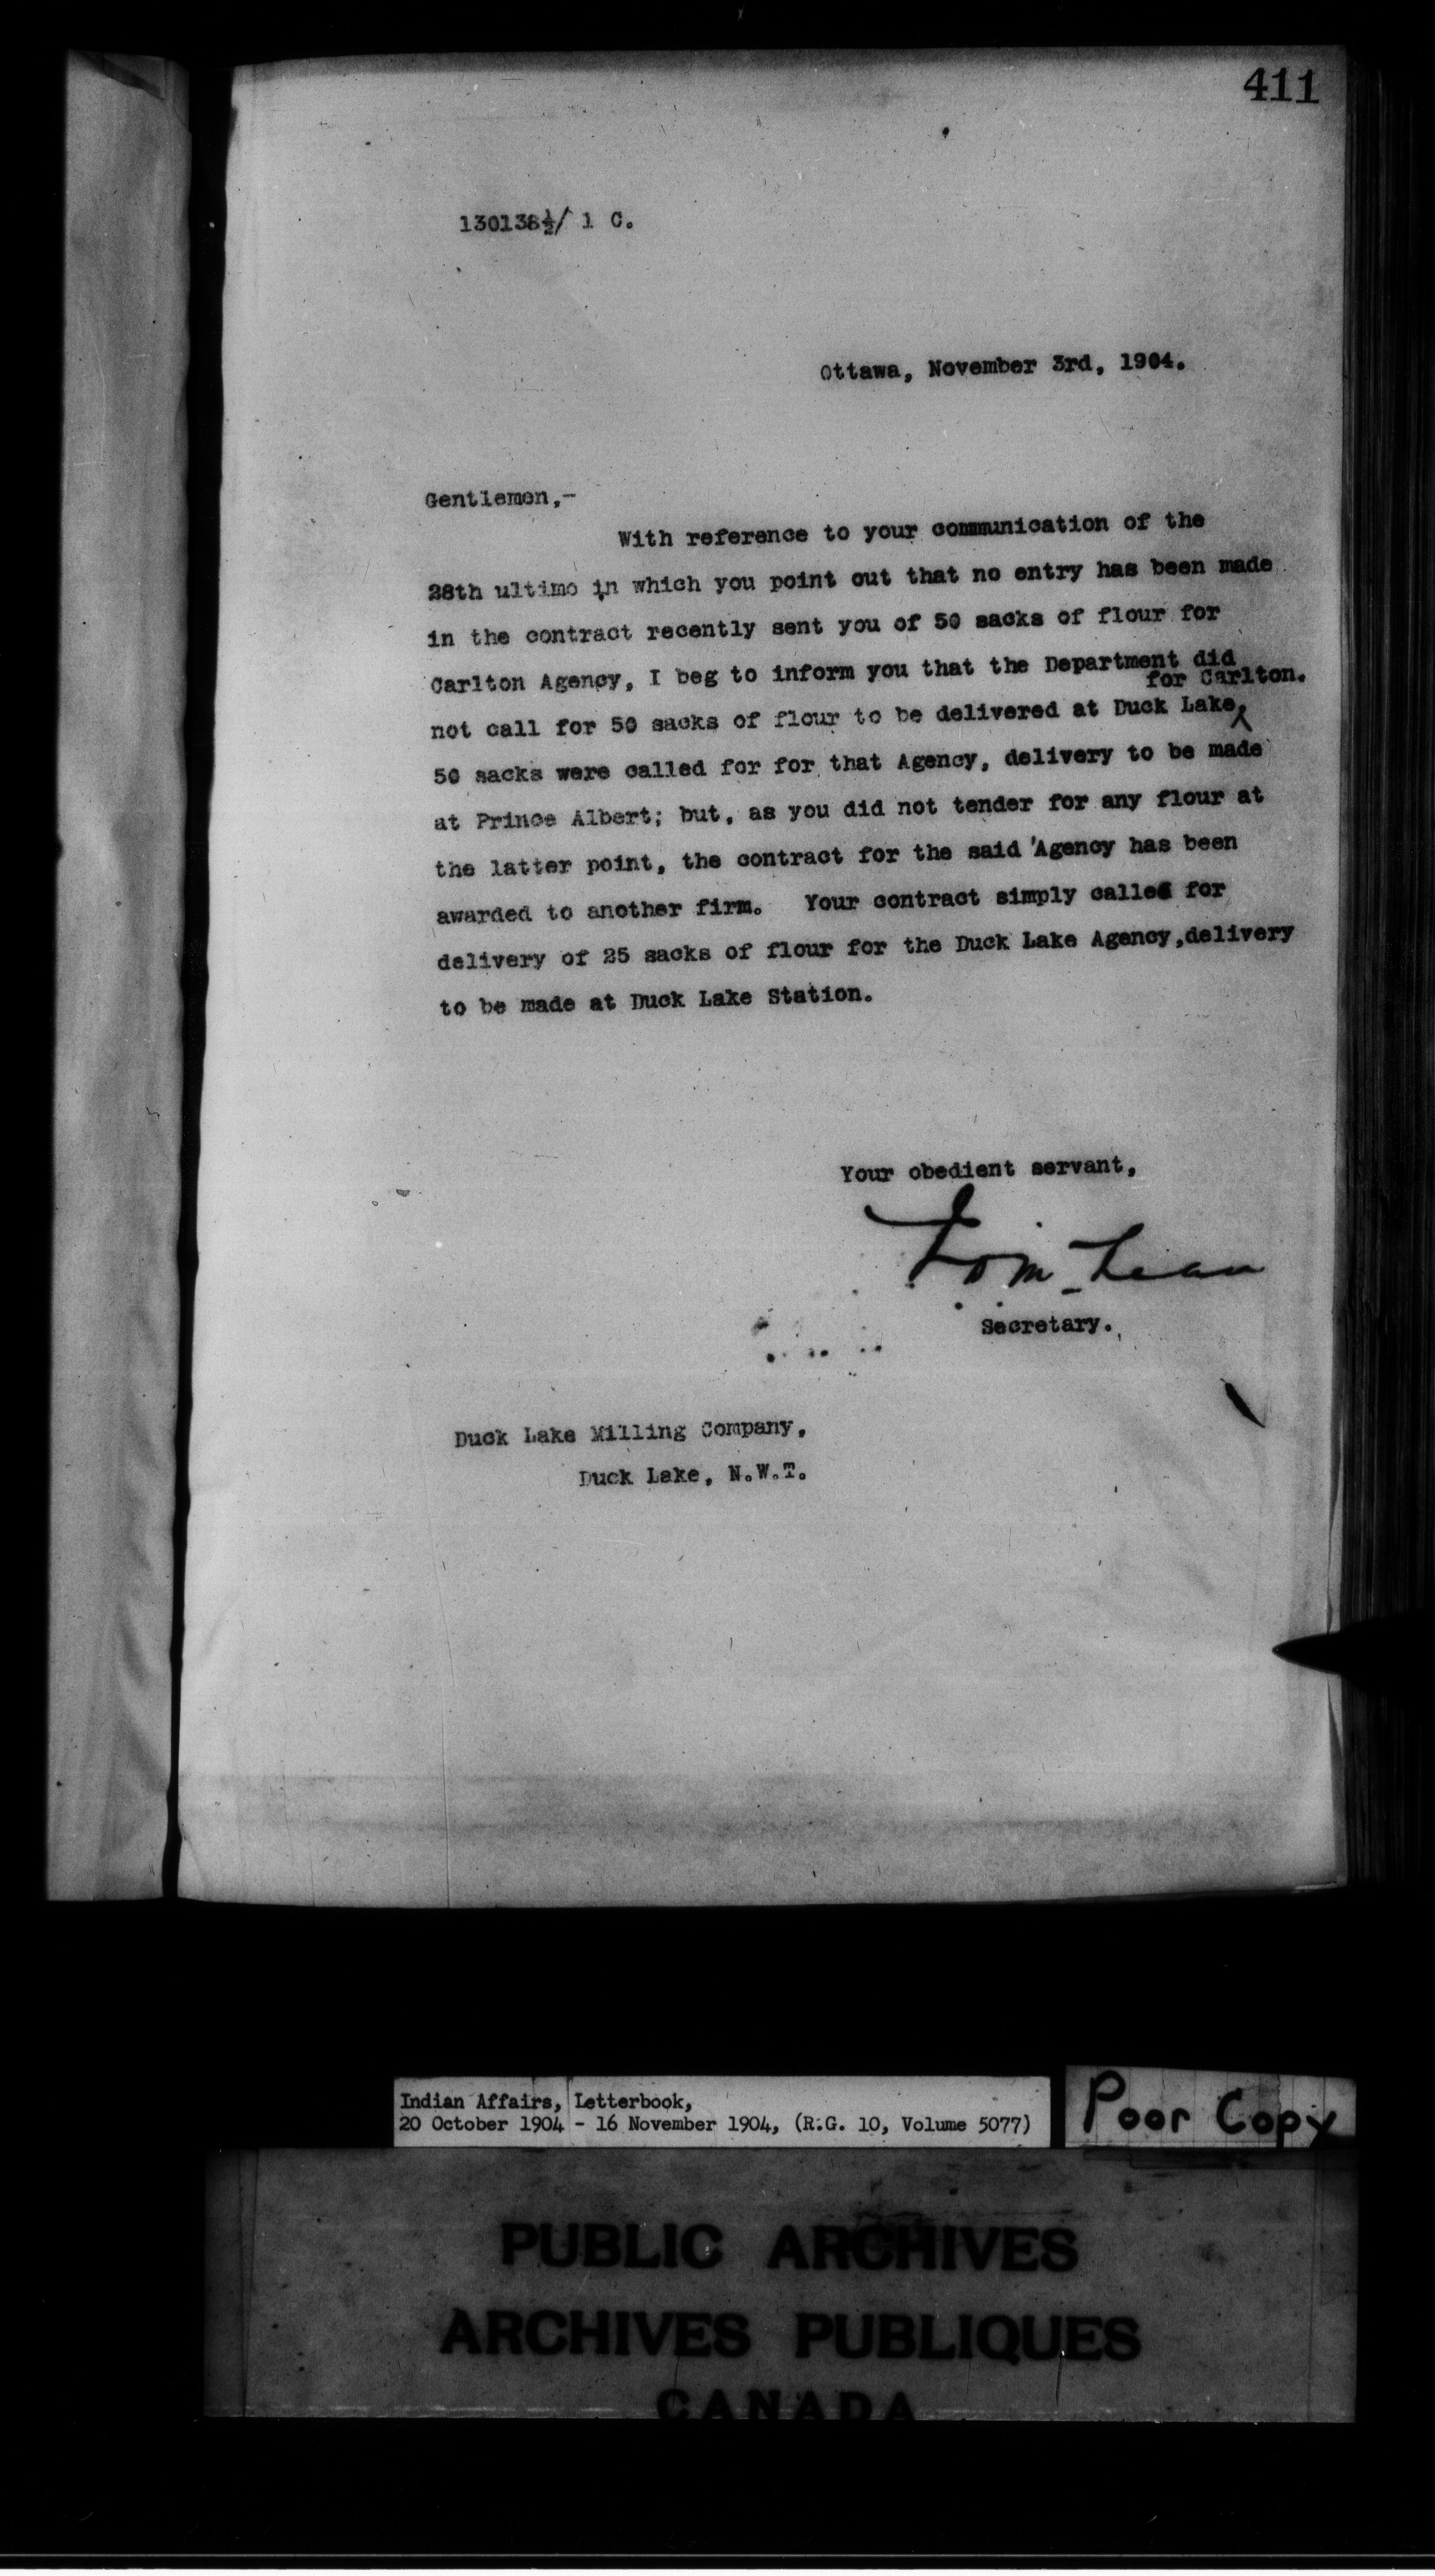 411
130138½/ 1 C.
Ottawa, November 3rd, 1904.
Gentlemen,-
With reference to your communication of the
28th ultimo in which you point out that no entry has been made
in the contract recently sent you of 50 sacks of flour for
Carlton Agency, I beg to inform you that the Department did
for Carlton.
not call for 50 sacks of flour to be delivered at Duck Lake,
50 sacks were called for for that Agency, delivery to be made
at Prince Albert; but, as you did not tender for any flour at
the latter point, the contract for the said Agency has been
awarded to another firm. Your contract simply called for
delivery of 25 sacks of flour for the Duck Lake Agency,delivery
to be made at Duck Lake Station.
Your obedient servant,
Secretary.
Duck Lake Milling Company,
Duck Lake, N.W.T.
Indian Affairs, Letterbook,
20 October 1904 - 16 November 1904, (R.G. 10, Volume 5077)
Poor Copy
PUBLIC ARCHIVES
ARCHIVES PUBLIQUES
CANADA